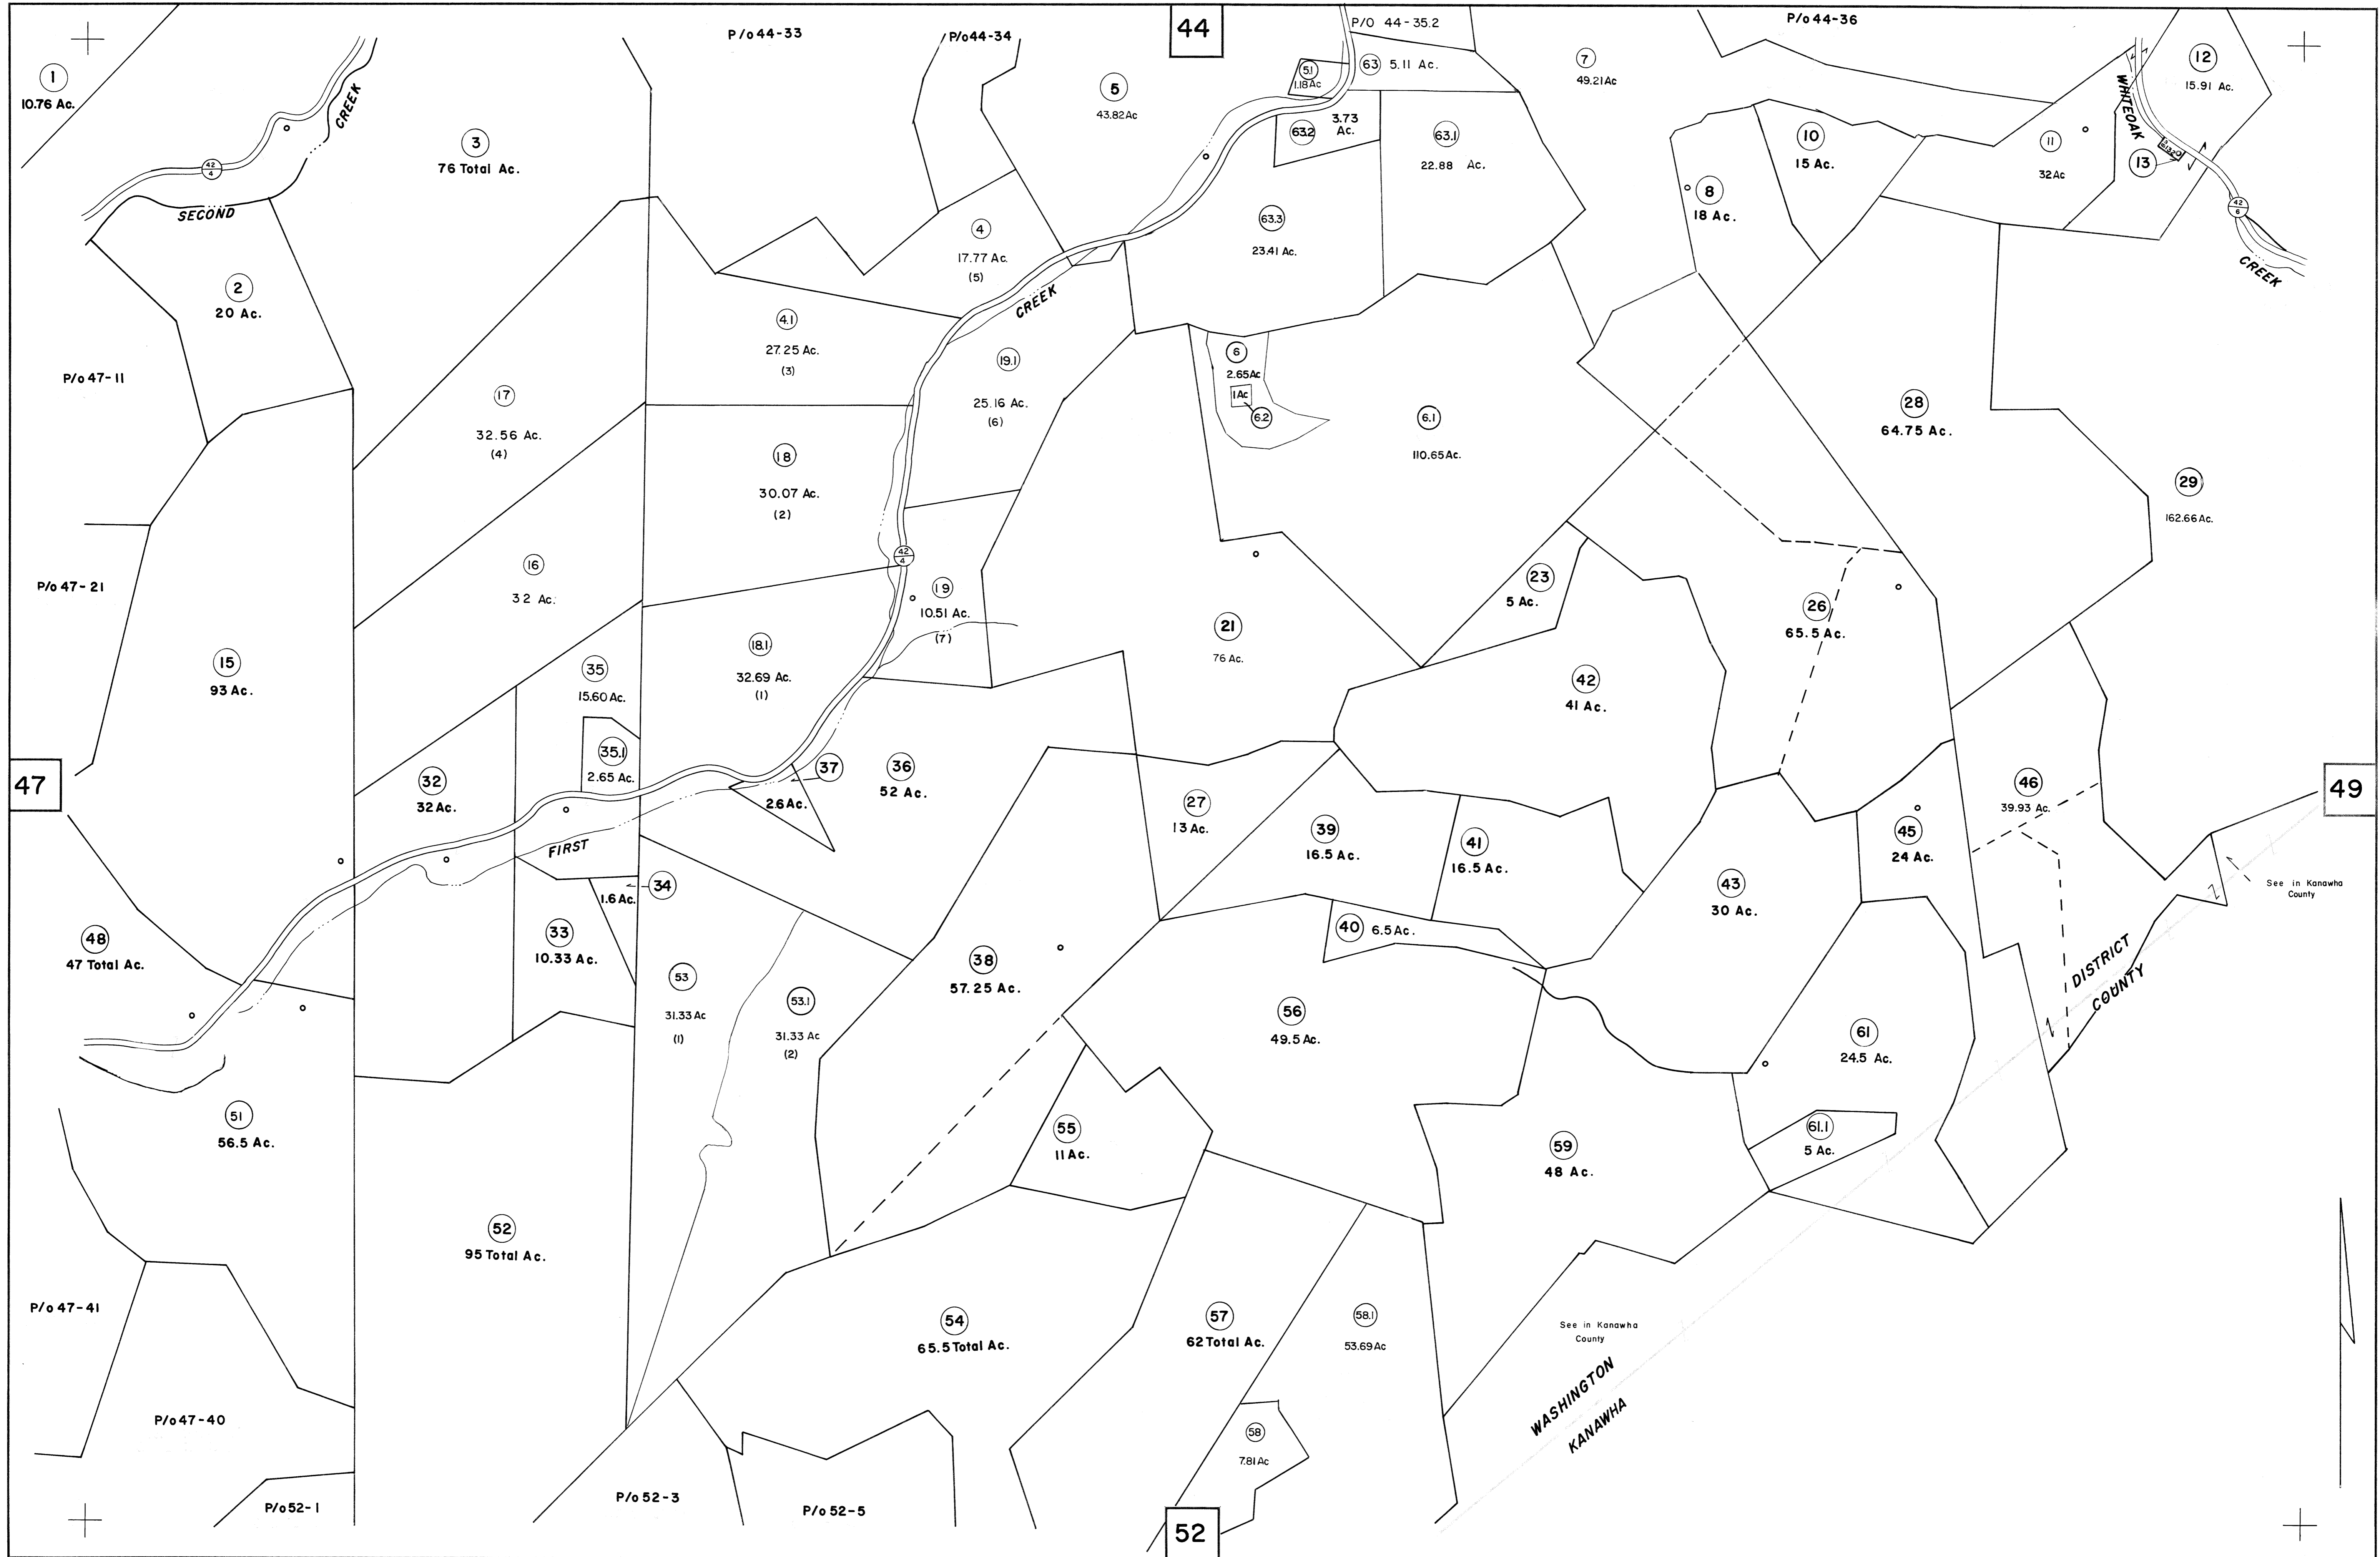 44
47
49
52
P/o 44-33
P/o 44-34
P/O 44-35.2
P/o 44-36
1
10.76 Ac.
42
4
CREEK
SECOND
3
76 Total Ac.
5
43.82 Ac
5.1
1.18 Ac
63
5.11 Ac.
7
49.21 Ac
12
15.91 Ac.
WHITEOAK
63.2
3.73
Ac.
63.1
22.88 Ac.
10
15 Ac.
11
32 Ac
13
8
18 Ac.
42
6
CREEK
4
17.77 Ac.
(5)
63.3
23.41 Ac.
2
20 Ac.
CREEK
4.1
27.25 Ac.
(3)
19.1
25.16 Ac.
(6)
6
2.65 Ac
1 Ac
6.2
6.1
110.65 Ac.
28
64.75 Ac.
P/o 47-11
17
32.56 Ac.
(4)
18
30.07 Ac.
(2)
29
162.66 Ac.
42
4
P/o 47-21
16
32 Ac.
19
10.51 Ac.
(7)
23
5 Ac.
26
65.5 Ac.
15
93 Ac.
35
15.60 Ac.
18.1
32.69 Ac.
(1)
21
76 Ac.
42
41 Ac.
35.1
2.65 Ac.
37
2.6 Ac.
36
52 Ac.
32
32 Ac.
27
13 Ac.
39
16.5 Ac.
41
16.5 Ac.
45
24 Ac.
46
39.93 Ac.
FIRST
34
1.6 Ac.
43
30 Ac.
See in Kanawha
County
48
47 Total Ac.
33
10.33 Ac.
40
6.5 Ac.
38
57.25 Ac.
DISTRICT
COUNTY
53
31.33 Ac
(1)
53.1
31.33 Ac
(2)
56
49.5 Ac.
61
24.5 Ac.
51
56.5 Ac.
55
11 Ac.
59
48 Ac.
61.1
5 Ac.
52
95 Total Ac.
P/o 47-41
54
65.5 Total Ac.
57
62 Total Ac.
58.1
53.69 Ac
See in Kanawha
County
WASHINGTON
KANAWHA
P/o 47-40
58
7.81 Ac
P/o 52-1
P/o 52-3
P/o 52-5